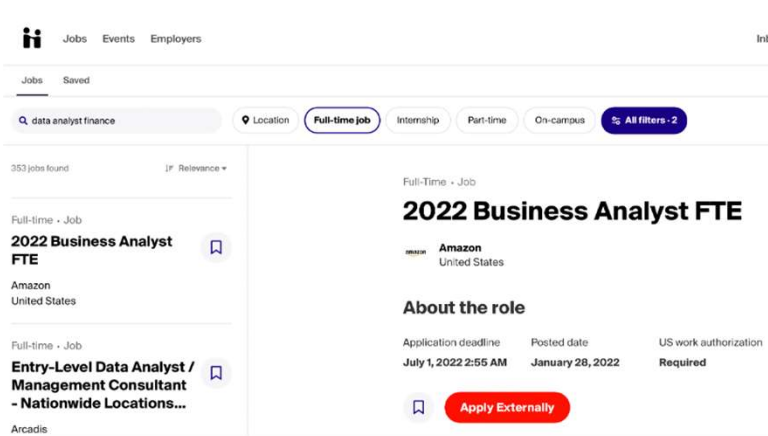 Jobs Events Employers
Jobs Saved
data analyst finance
Location
Full-time job
Internship
Part-time
On-campus
All filters · 2
353 jobs found
Relevance
Full-time • Job
2022 Business Analyst
FTE
Amazon
United States
Full-time • Job
Entry-Level Data Analyst /
Management Consultant
- Nationwide Locations...
Arcadis
Full-Time • Job
2022 Business Analyst FTE
amazon
Amazon
United States
About the role
Application deadline
July 1, 2022 2:55 AM
Posted date
January 28, 2022
US work authorization
Required
Apply Externally